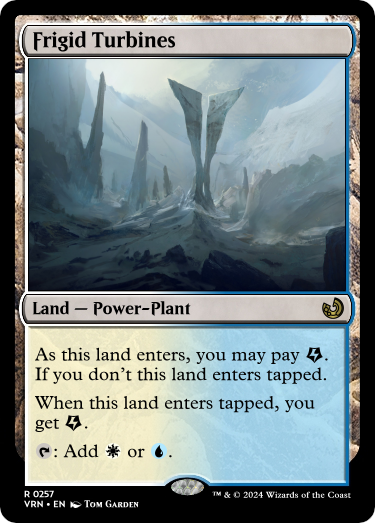 Frigid Turbines
Land — Power-Plant
As this land enters, you may pay .
If you don't this land enters tapped.
When this land enters tapped, you
get .
: Add or .
R 0257
VRN • EN Tom Garden
™ & © 2024 Wizards of the Coast